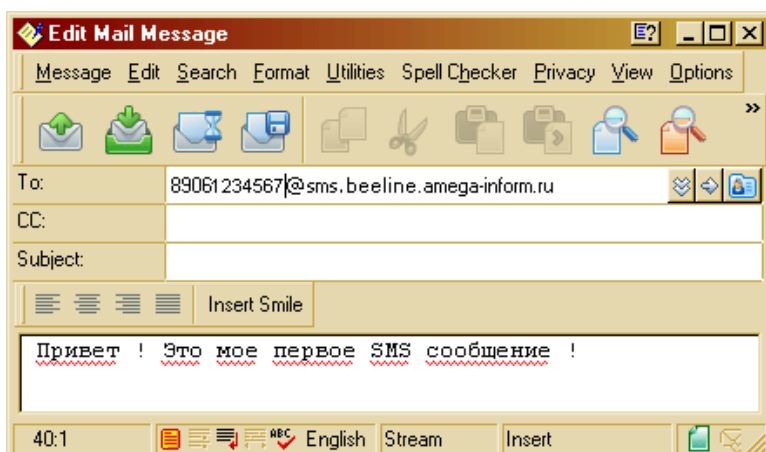 Edit Mail Message
Message Edit Search Format Utilities Spell Checker Privacy View Options
To: 89061234567@sms.beeline.amega-inform.ru
CC:
Subject:
Insert Smile
Привет ! Это мое первое SMS сообщение !
40:1 ABC English Stream Insert